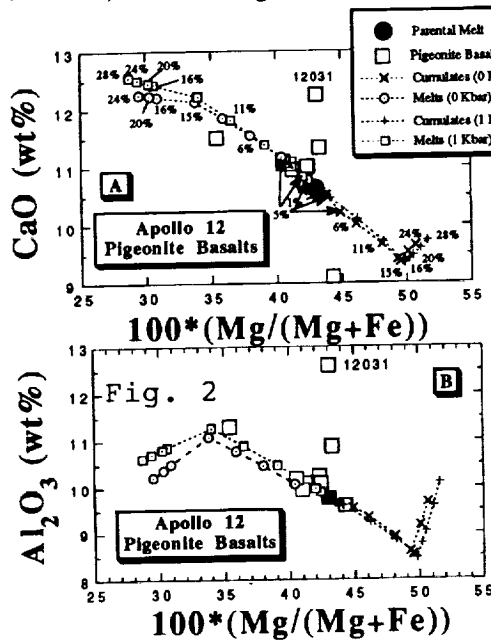 Parental Melt
Pigeonite Basal
Cumulates (0
Melts (0 Kbar)
Cumulates (1
Melts (1 Kbar)
13
12
11
10
9
CaO (wt%)
28%
24%
20%
16%
24%
20%
16%
15%
11%
6%
12031
5%
6%
11%
15%
16%
20%
24%
28%
A
Apollo 12
Pigeonite Basalts
25 30 35 40 45 50 55
100*(Mg/(Mg+Fe))
13
12
11
10
9
8
Al2O3 (wt%)
12031
B
Fig. 2
Apollo 12
Pigeonite Basalts
25 30 35 40 45 50 55
100*(Mg/(Mg+Fe))